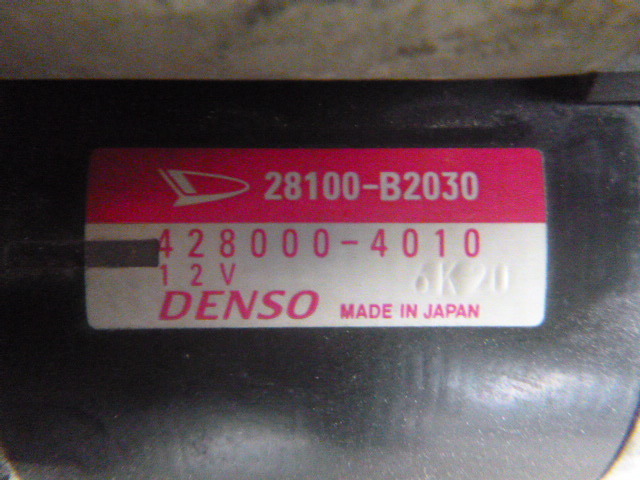 28100-B2030
428000-4010
12V 6K20
DENSO MADE IN JAPAN